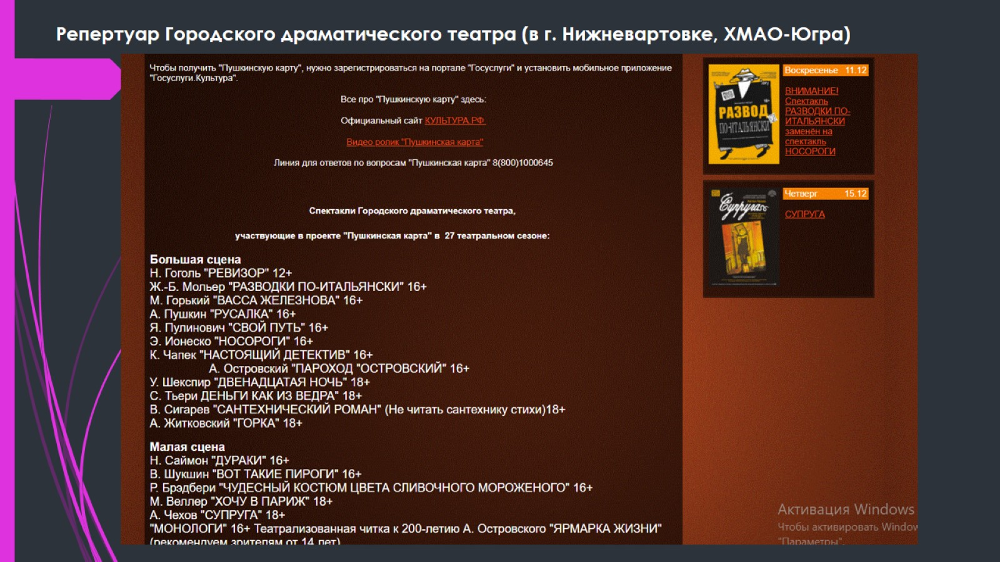 Репертуар Городского драматического театра (в г. Нижневартовке, ХМАО-Югра)
Чтобы получить "Пушкинскую карту", нужно зарегистрироваться на портале "Госуслуги" и установить мобильное приложение
"Госуслуги.Культура".
Все про "Пушкинскую карту" здесь:
Официальный сайт КУЛЬТУРА.РФ
Видео ролик "Пушкинская карта"
Линия для ответов по вопросам "Пушкинская карта" 8(800)1000645
Спектакли Городского драматического театра,
участвующие в проекте "Пушкинская карта" в 27 театральном сезоне:
Большая сцена
Н. Гоголь "РЕВИЗОР" 12+
Ж.-Б. Мольер "РАЗВОДКИ ПО-ИТАЛЬЯНСКИ" 16+
М. Горький "ВАССА ЖЕЛЕЗНОВА" 16+
А. Пушкин "РУСАЛКА" 16+
Я. Пулинович "СВОЙ ПУТЬ" 16+
Э. Ионеско "НОСОРОГИ" 16+
К. Чапек "НАСТОЯЩИЙ ДЕТЕКТИВ" 16+
А. Островский "ПАРОХОД "ОСТРОВСКИЙ" 16+
У. Шекспир "ДВЕНАДЦАТАЯ НОЧЬ" 18+
С. Тьери ДЕНЬГИ КАК ИЗ ВЕДРА" 18+
В. Сигарев "САНТЕХНИЧЕСКИЙ РОМАН" (Не читать сантехнику стихи)18+
А. Житковский "ГОРКА" 18+
Малая сцена
Н. Саймон "ДУРАКИ" 16+
В. Шукшин "ВОТ ТАКИЕ ПИРОГИ" 16+
Р. Брэдбери "ЧУДЕСНЫЙ КОСТЮМ ЦВЕТА СЛИВОЧНОГО МОРОЖЕНОГО" 16+
М. Веллер "ХОЧУ В ПАРИЖ" 18+
А. Чехов "СУПРУГА" 18+
"МОНОЛОГИ" 16+ Театрализованная читка к 200-летию А. Островского "ЯРМАРКА ЖИЗНИ"
(рекомендуем зрителям от 14 лет)
РАЗВОД
ПО-ИТАЛЬЯНСКИ
Воскресенье 11.12
ВНИМАНИЕ!
Спектакль
РАЗВОДКИ ПО-
ИТАЛЬЯНСКИ
заменён на
спектакль
НОСОРОГИ
Супруга
Четверг 15.12
СУПРУГА
Активация Windows
Чтобы активировать Window
"Параметры".